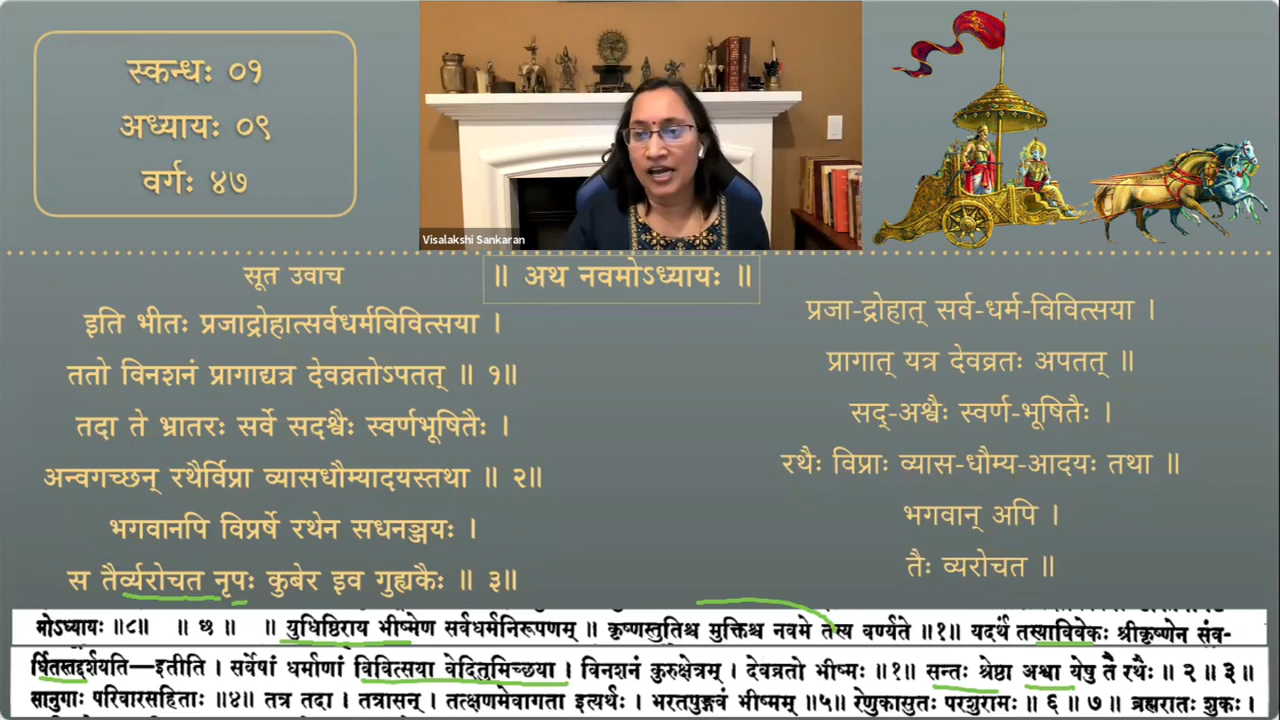 स्कन्धः ०१
अध्यायः ०९
वर्गः ४७
Visalakshi Sankaran
॥ अथ नवमोऽध्यायः ॥
सूत उवाच
इति भीतः प्रजाद्रोहात्सर्वधर्मविवित्सया ।
ततो विनशनं प्रागाद्यत्र देवव्रतोऽपतत् ॥ १॥
तदा ते भ्रातरः सर्वे सदश्वैः स्वर्णभूषितैः ।
अन्वगच्छन् रथैर्विप्रा व्यासधौम्यादयस्तथा ॥ २॥
भगवानपि विप्रर्षे रथेन सधनञ्जयः ।
स तैर्व्यरोचत नृपः कुबेर इव गुह्यकैः ॥ ३॥
प्रजा-द्रोहात् सर्व-धर्म-विवित्सया ।
प्रागात् यत्र देवव्रतः अपतत् ॥
सद्-अश्वैः स्वर्ण-भूषितैः ।
रथैः विप्राः व्यास-धौम्य-आदयः तथा ॥
भगवान् अपि ।
तैः व्यरोचत ॥
मोऽध्यायः ॥८॥ ॥ छ ॥ ॥ युधिष्ठिराय भीष्मेण सर्वधर्मनिरूपणम् ॥ कृष्णस्तुतिश्च मुक्तिश्च नवमे तस्य वर्ण्यते ॥१॥ यदर्थं तस्याविवेकः श्रीकृष्णेन संव-
र्धितस्तद्दर्शयति—इतीति । सर्वेषां धर्माणां विवित्सया वेदितुमिच्छया । विनशनं कुरुक्षेत्रम् । देवव्रतो भीष्मः ॥१॥ सन्तः श्रेष्ठा अश्वा येषु तै रथैः ॥ २ ॥ ३ ॥
सानुगाः परिवारसहिताः ॥४॥ तत्र तदा । तत्रासन् । तत्क्षणमेवागता इत्यर्थः । भरतपुङ्गवं भीष्मम् ॥५॥ रेणुकासुतः परशुरामः ॥ ६ ॥ ७ ॥ ब्रह्मरातः शुकः ।